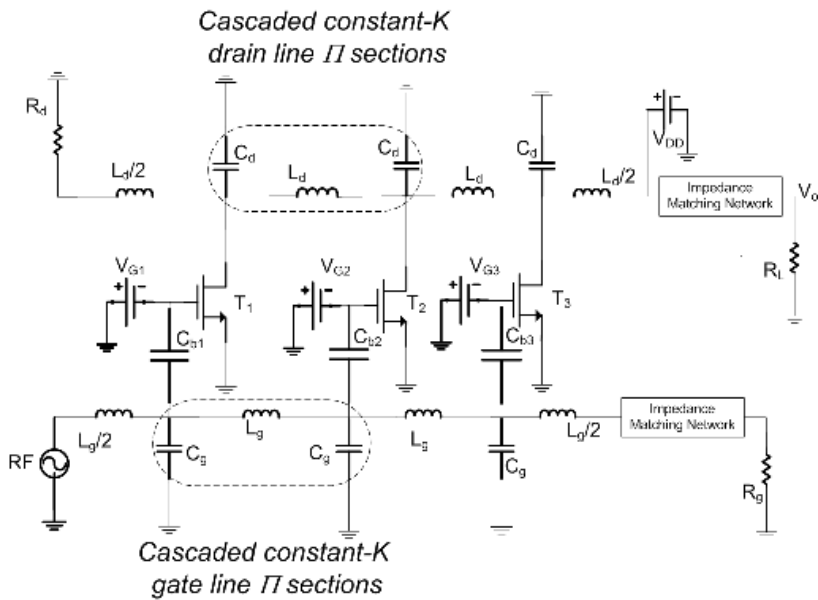 Cascaded constant-K
drain line Π sections
R_d
L_d/2
C_d
L_d
C_d
L_d
C_d
L_d/2
+ -
V_DD
Impedance
Matching Network
V_o
R_L
V_G1
+ -
T_1
C_b1
V_G2
+ -
T_2
C_b2
V_G3
+ -
T_3
C_b3
RF
L_g/2
C_g
L_g
C_g
L_g
C_g
L_g/2
Impedance
Matching Network
R_g
Cascaded constant-K
gate line Π sections